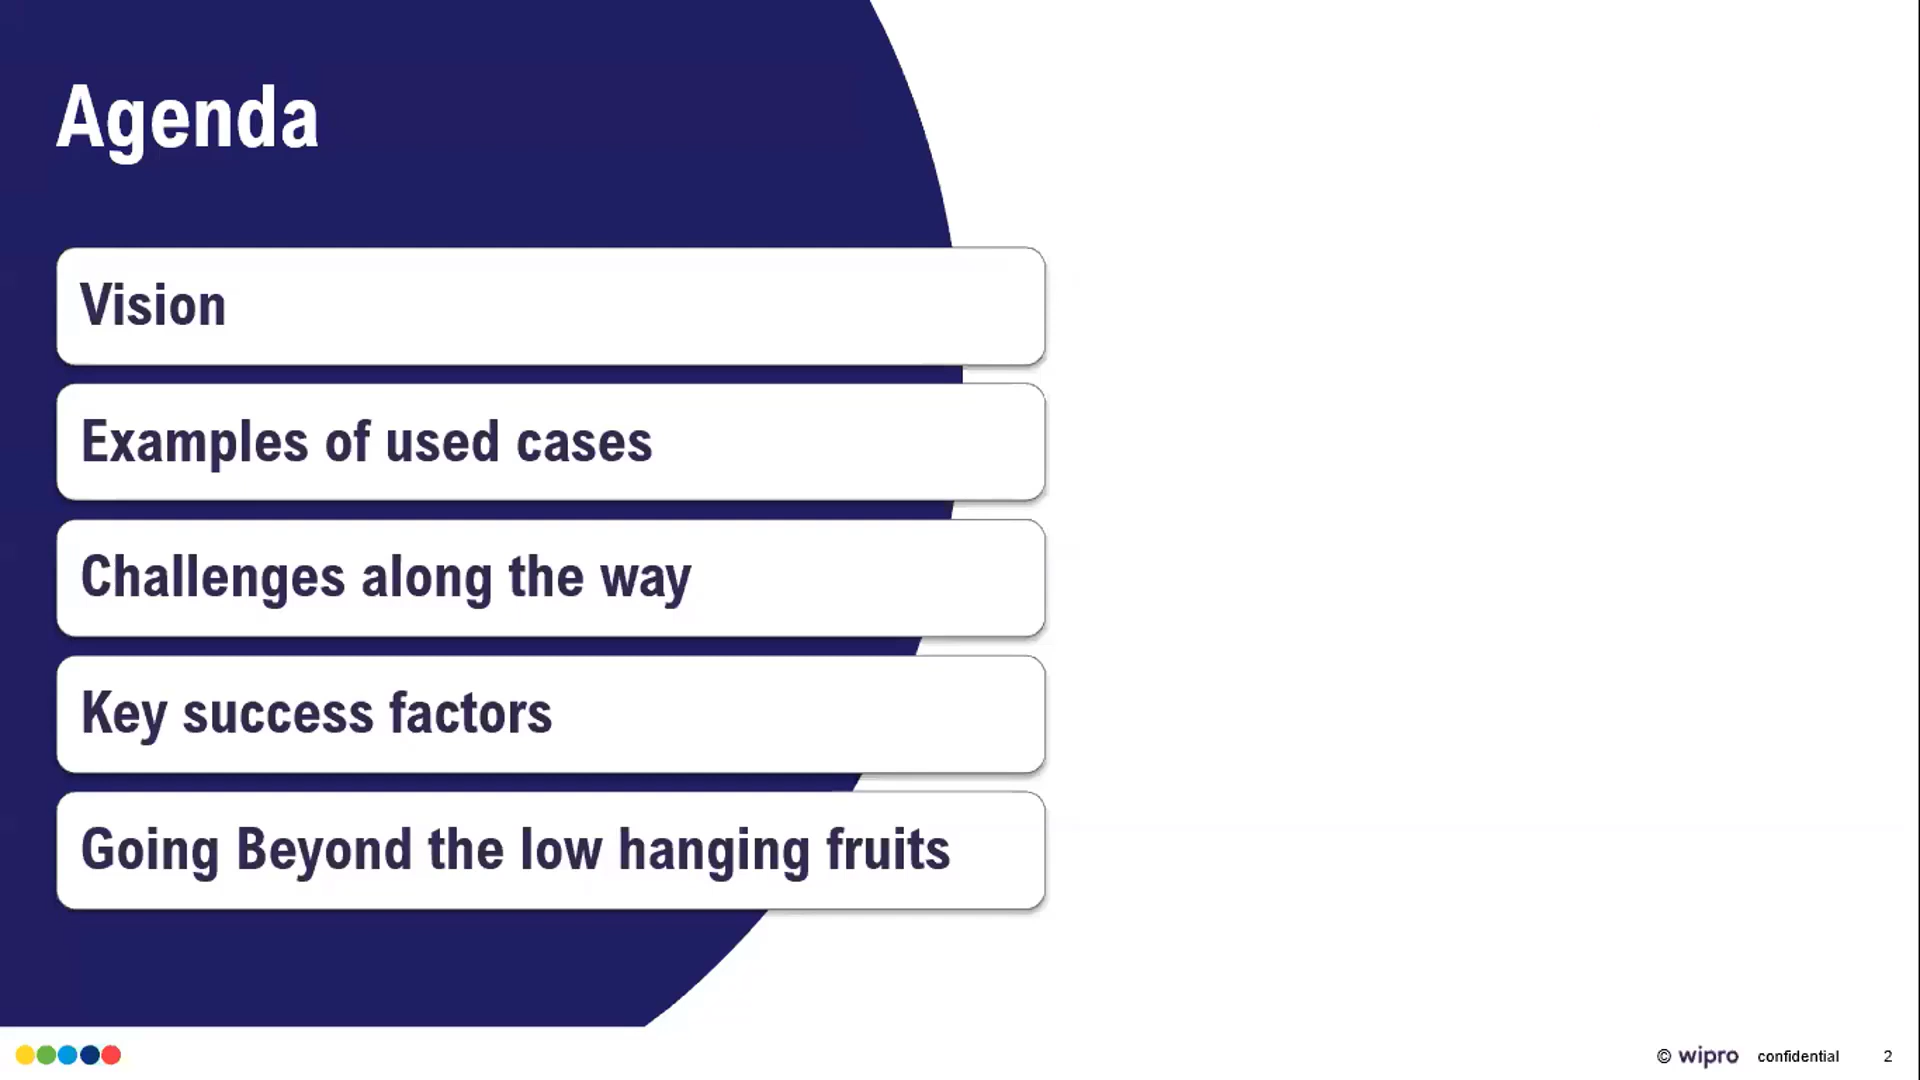 Agenda
Vision
Examples of used cases
Challenges along the way
Key success factors
Going Beyond the low hanging fruits
© wipro confidential 2